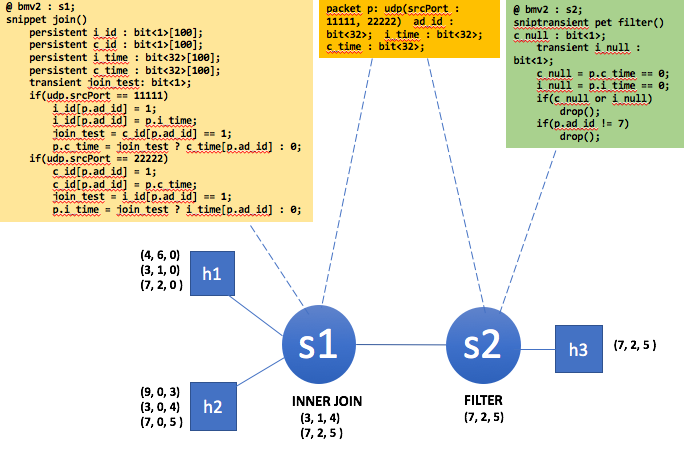 @ bmv2 : s1;
snippet join()
persistent i_id : bit<1>[100];
persistent c_id : bit<1>[100];
persistent i_time : bit<32>[100];
persistent c_time : bit<32>[100];
transient join_test: bit<1>;
if(udp.srcPort == 11111)
i_id[p.ad_id] = 1;
i_id[p.ad_id] = p.i_time;
join_test = c_id[p.ad_id] == 1;
p.c_time = join_test ? c_time[p.ad_id] : 0;
if(udp.srcPort == 22222)
c_id[p.ad_id] = 1;
c_id[p.ad_id] = p.c_time;
join_test = i_id[p.ad_id] == 1;
p.i_time = join_test ? i_time[p.ad_id] : 0;
packet p: udp(srcPort :
11111, 22222) ad_id :
bit<32>; i_time : bit<32>;
c_time : bit<32>;
@ bmv2 : s2;
sniptransient pet filter()
c_null : bit<1>;
transient i_null :
bit<1>;
c_null = p.c_time == 0;
i_null = p.i_time == 0;
if(c_null or i_null)
drop();
if(p.ad_id != 7)
drop();
(4, 6, 0)
(3, 1, 0)
(7, 2, 0 )
h1
(9, 0, 3)
(3, 0, 4)
(7, 0, 5 )
h2
s1
INNER JOIN
(3, 1, 4)
(7, 2, 5 )
s2
FILTER
(7, 2, 5)
h3
(7, 2, 5 )